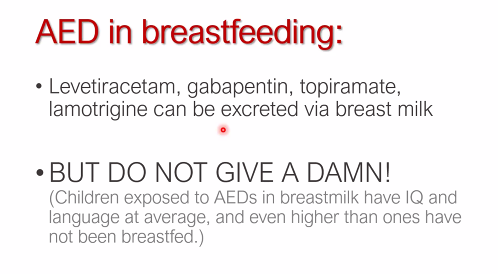 AED in breastfeeding:
• Levetiracetam, gabapentin, topiramate,
lamotrigine can be excreted via breast milk
• BUT DO NOT GIVE A DAMN!
(Children exposed to AEDs in breastmilk have IQ and
language at average, and even higher than ones have
not been breastfed.)